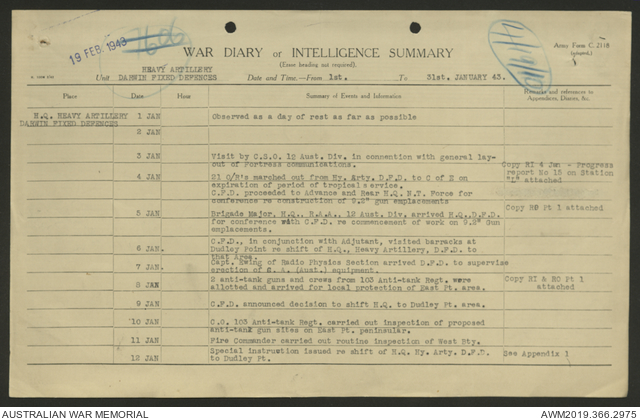 19 FEB. 1943
WAR DIARY or INTELLIGENCE SUMMARY
(Erase heading not required).
Army Form C. 2118
HEAVY ARTILLERY
Unit DARWIN FIXED DEFENCES Date and Time.—From 1st. To 31st. JANUARY 43.
Place Date Hour Summary of Events and Information Remarks and references to
Appendices, Diaries, &c.
H.Q. HEAVY ARTILLERY 1 JAN Observed as a day of rest as far as possible
DARWIN FIXED DEFENCES
2 JAN
3 JAN Visit by C.S.O. 12 Aust. Div. in connection with general lay-
out of Fortress communications.
Copy RI 4 Jan - Progress
4 JAN 21 O/R's marched out from Hy. Arty. D.F.D. to C of E on report No 15 on Station
expiration of period of tropical service. "L" attached
C.F.D. proceeded to Advance and Rear H.Q. N.T. Force for
conference re construction of 9.2" gun emplacements
5 JAN Brigade Major, H.Q., H.A.A., 12 Aust. Div. arrived H.Q. D.F.D. Copy RO Pt 1 attached
for conference with C.F.D. re commencement of work on 9.2" Gun
emplacements.
6 JAN C.F.D., in conjunction with Adjutant, visited barracks at
Dudley Point re shift of H.Q., Heavy Artillery, D.F.D. to
that Area.
7 JAN Capt. Ewing of Radio Physics Section arrived D.F.D. to supervise
erection of S. A. (Aust.) equipment.
8 JAN 2 anti-tank guns and crews from 103 Anti-tank Regt. were Copy RI & RO Pt 1
allotted and arrived for local protection of East Pt. area. attached
9 JAN C.F.D. announced decision to shift H.Q. to Dudley Pt.
10 JAN C.O. 103 Anti-tank Regt. carried out inspection of proposed
anti-tank gun sites on East Pt. peninsular.
11 JAN Fire Commander carried out routine inspection of West Bty.
12 JAN Special instruction issued re shift of H.Q. Hy. Arty. D.F.D. See Appendix 1
to Dudley Pt.
AUSTRALIAN WAR MEMORIAL AWM2019.366.2975